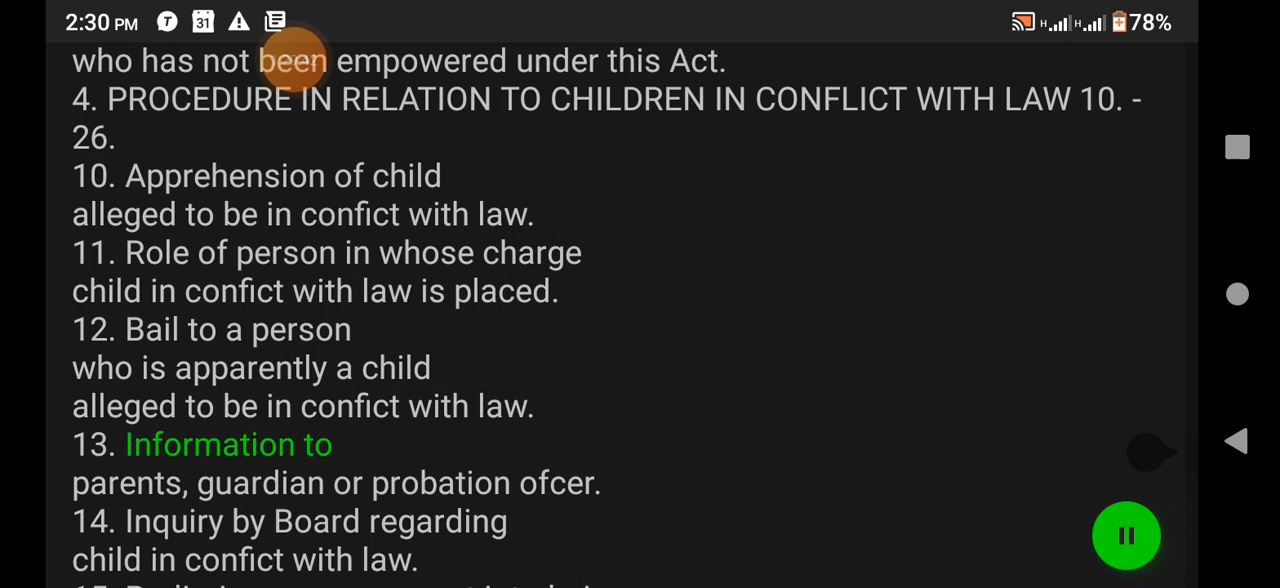 2:30 PM T 31 78%
who has not been empowered under this Act.
4. PROCEDURE IN RELATION TO CHILDREN IN CONFLICT WITH LAW 10. -
26.
10. Apprehension of child
alleged to be in confict with law.
11. Role of person in whose charge
child in confict with law is placed.
12. Bail to a person
who is apparently a child
alleged to be in confict with law.
13. Information to
parents, guardian or probation ofcer.
14. Inquiry by Board regarding
child in confict with law.